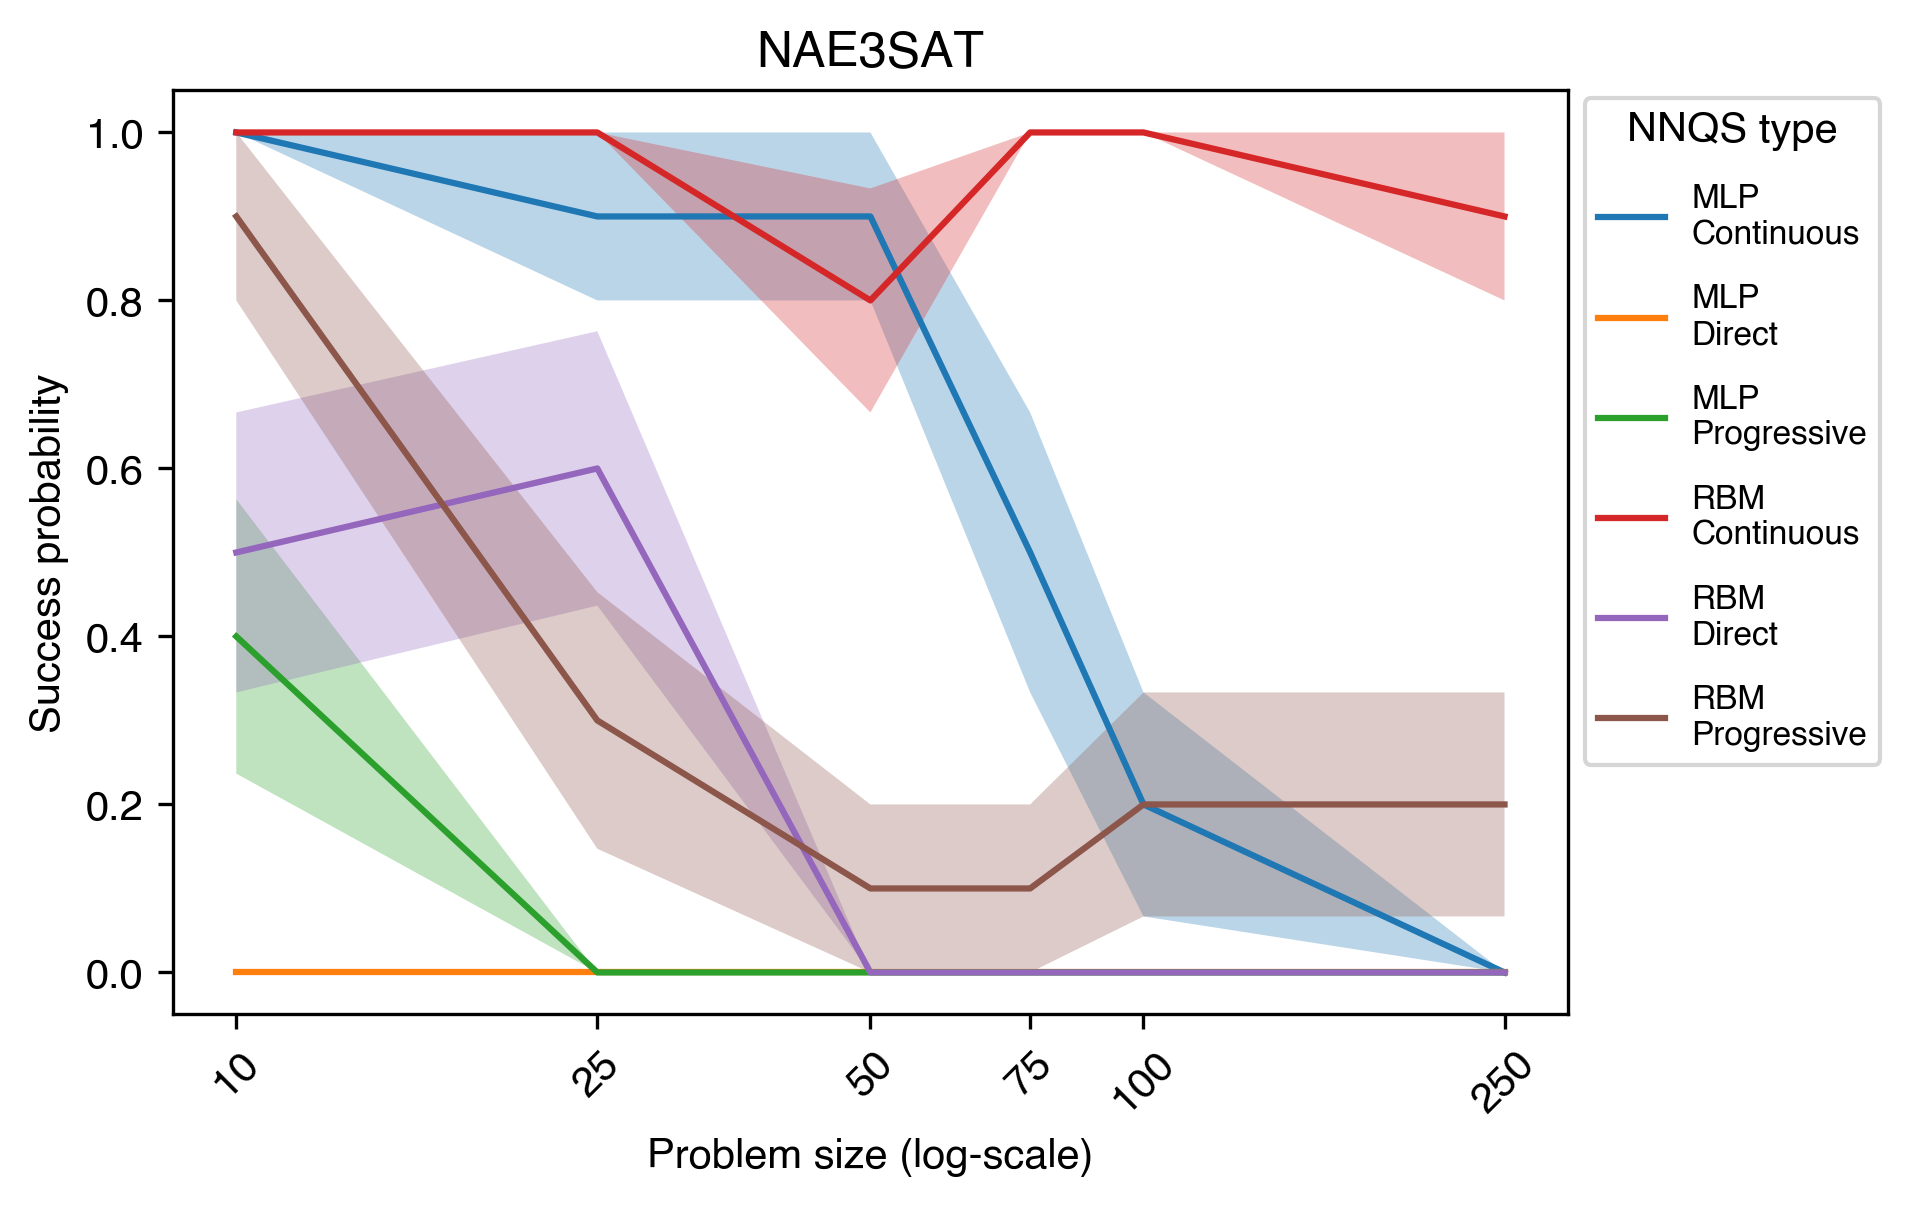 NAE3SAT
1.0
0.8
0.6
0.4
0.2
0.0
Success probability
10
25
50
75
100
250
Problem size (log-scale)
NNQS type
MLP
Continuous
MLP
Direct
MLP
Progressive
RBM
Continuous
RBM
Direct
RBM
Progressive